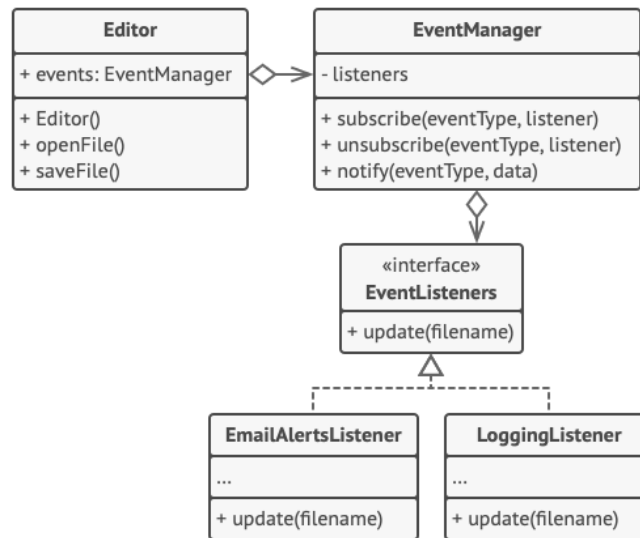 Editor
+ events: EventManager
+ Editor()
+ openFile()
+ saveFile()
EventManager
- listeners
+ subscribe(eventType, listener)
+ unsubscribe(eventType, listener)
+ notify(eventType, data)
«interface»
EventListeners
+ update(filename)
EmailAlertsListener
...
+ update(filename)
LoggingListener
...
+ update(filename)